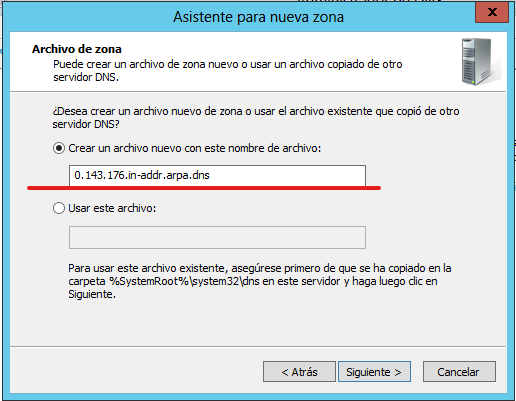 Asistente para nueva zona
x
Archivo de zona
Puede crear un archivo de zona nuevo o usar un archivo copiado de otro
servidor DNS.
¿Desea crear un archivo nuevo de zona o usar el archivo existente que copió de otro
servidor DNS?
Crear un archivo nuevo con este nombre de archivo:
0.143.176.in-addr.arpa.dns
Usar este archivo:
Para usar este archivo existente, asegúrese primero de que se ha copiado en la
carpeta %SystemRoot%\system32\dns en este servidor y haga luego clic en
Siguiente.
< Atrás
Siguiente >
Cancelar